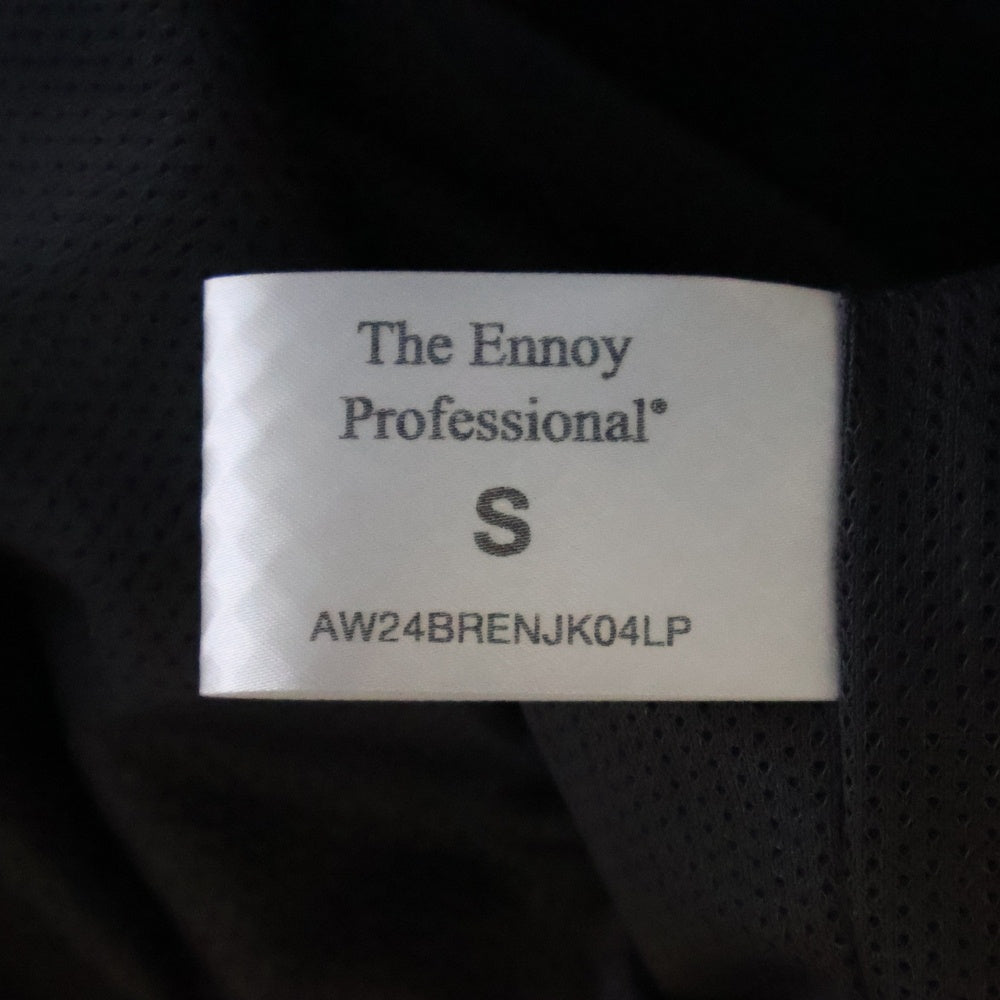 The Ennoy
Professional®
S
AW24BRENJK04LP